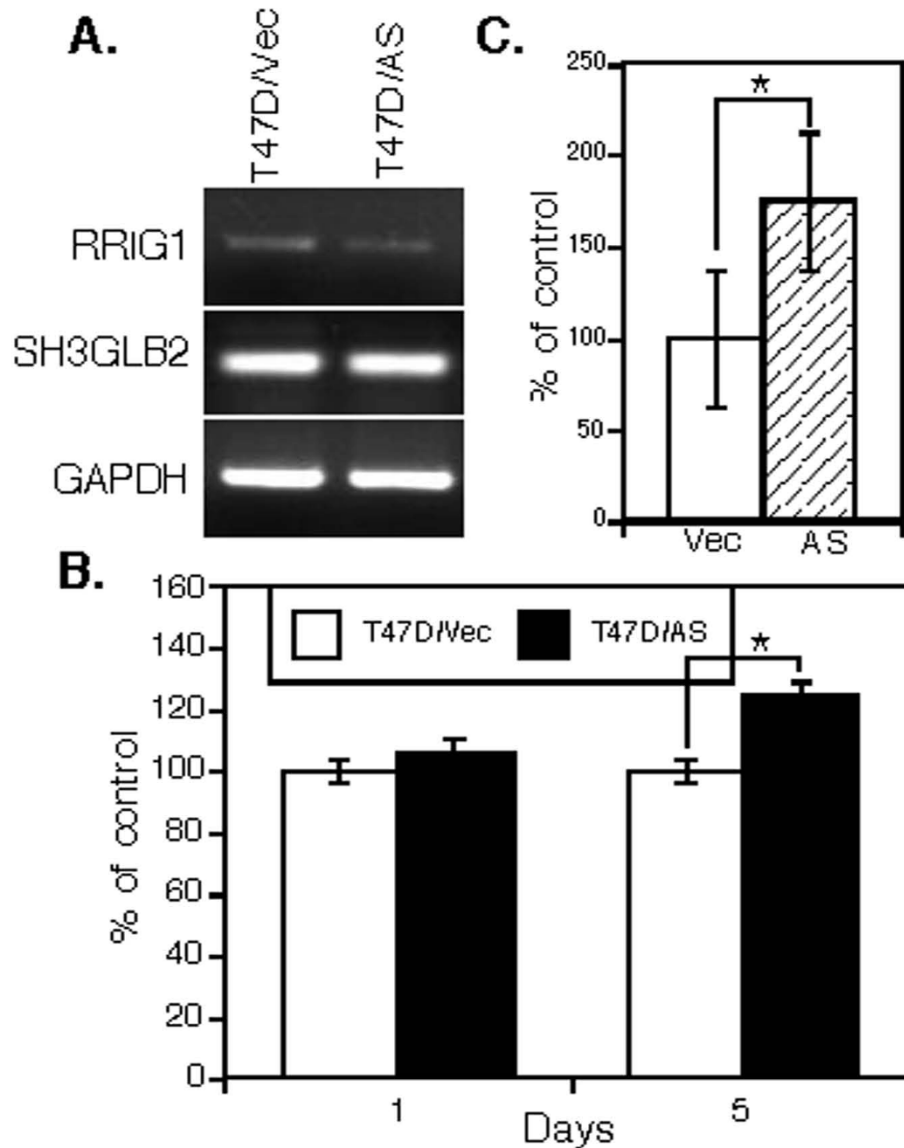 A.
T47D/Vec
T47D/AS
RRIG1
SH3GLB2
GAPDH
C.
% of control
250
200
150
100
50
0
*
Vec
AS
B.
% of control
160
140
120
100
80
60
40
20
0
T47D/Vec
T47D/AS
*
1
5
Days